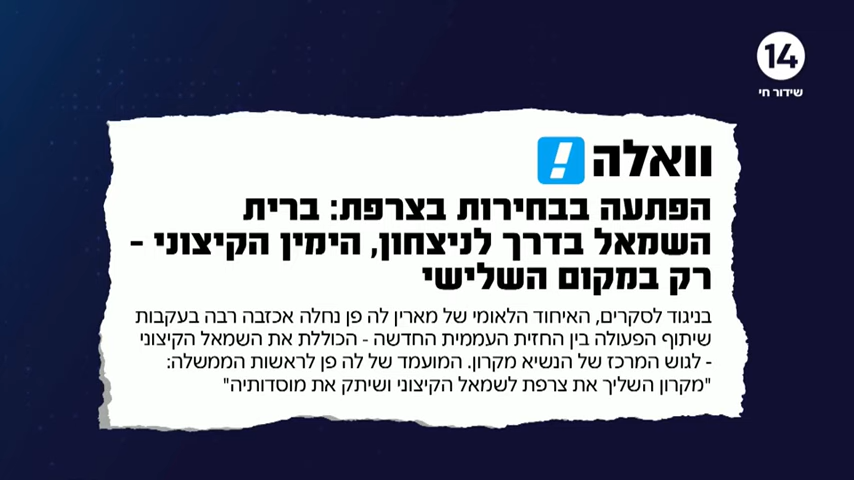 14
שידור חי
וואלה!
הפתעה בבחירות בצרפת: ברית
השמאל בדרך לניצחון, הימין הקיצוני -
רק במקום השלישי
בניגוד לסקרים, האיחוד הלאומי של מארין לה פן נחלה אכזבה רבה בעקבות
שיתוף הפעולה בין החזית העממית החדשה - הכוללת את השמאל הקיצוני
- לגוש המרכז של הנשיא מקרון. המועמד של לה פן לראשות הממשלה:
"מקרון השליך את צרפת לשמאל הקיצוני ושיתק את מוסדותיה"